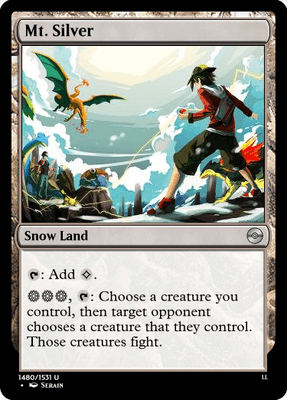 Mt. Silver
Snow Land
: Add .
, : Choose a creature you
control, then target opponent
chooses a creature that they control.
Those creatures fight.
1480/1531 U
LL
• Serain